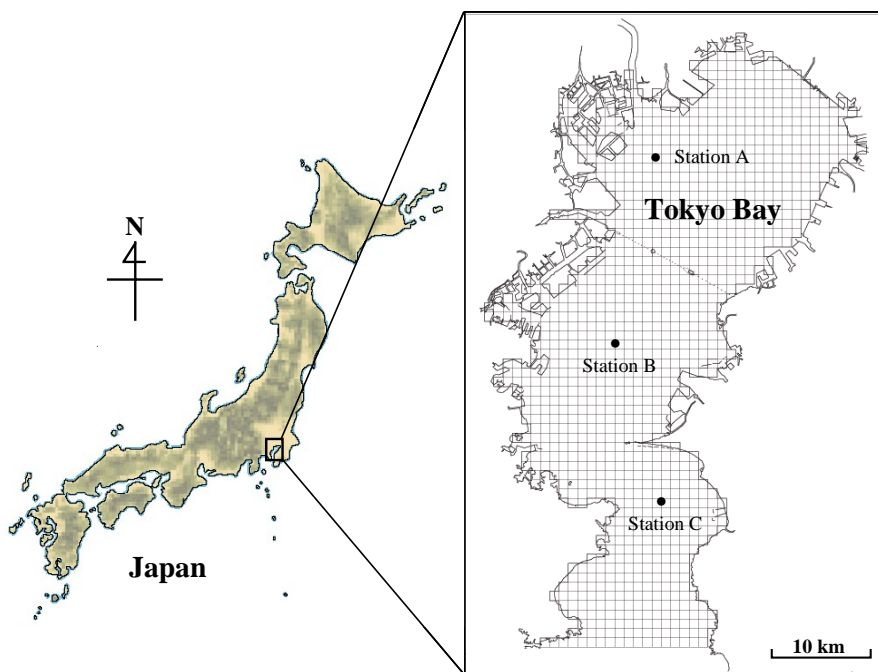 N
Japan
Station A
Tokyo Bay
Station B
Station C
10 km